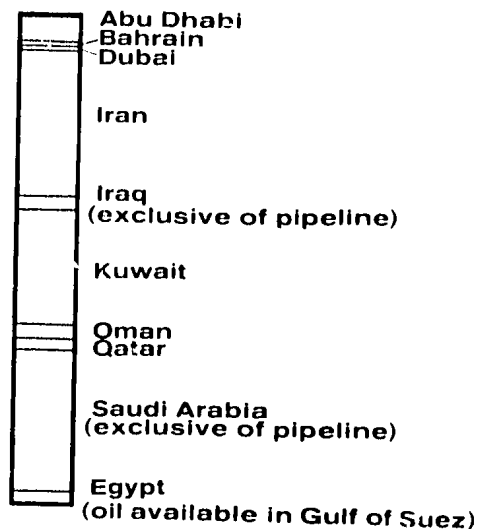 Abu Dhabi
Bahrain
Dubai
Iran
Iraq
(exclusive of pipeline)
Kuwait
Oman
Qatar
Saudi Arabia
(exclusive of pipeline)
Egypt
(oil available in Gulf of Suez)